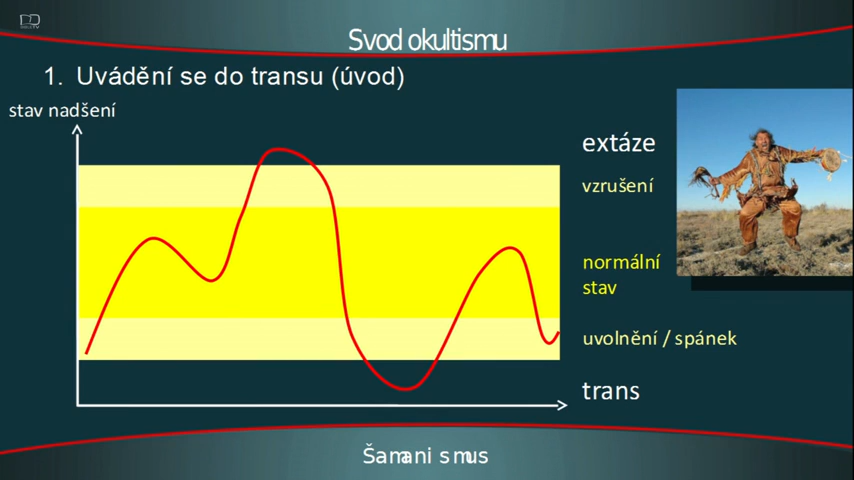 Svod okultismu
1. Uvádění se do transu (úvod)
stav nadšení
extáze
vzrušení
normální
stav
uvolnění / spánek
trans
Šamanismus